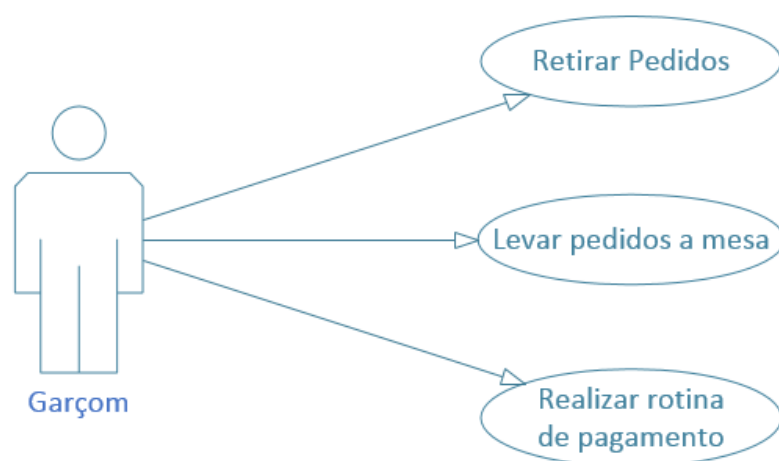 Retirar Pedidos
Levar pedidos a mesa
Garçom
Realizar rotina
de pagamento